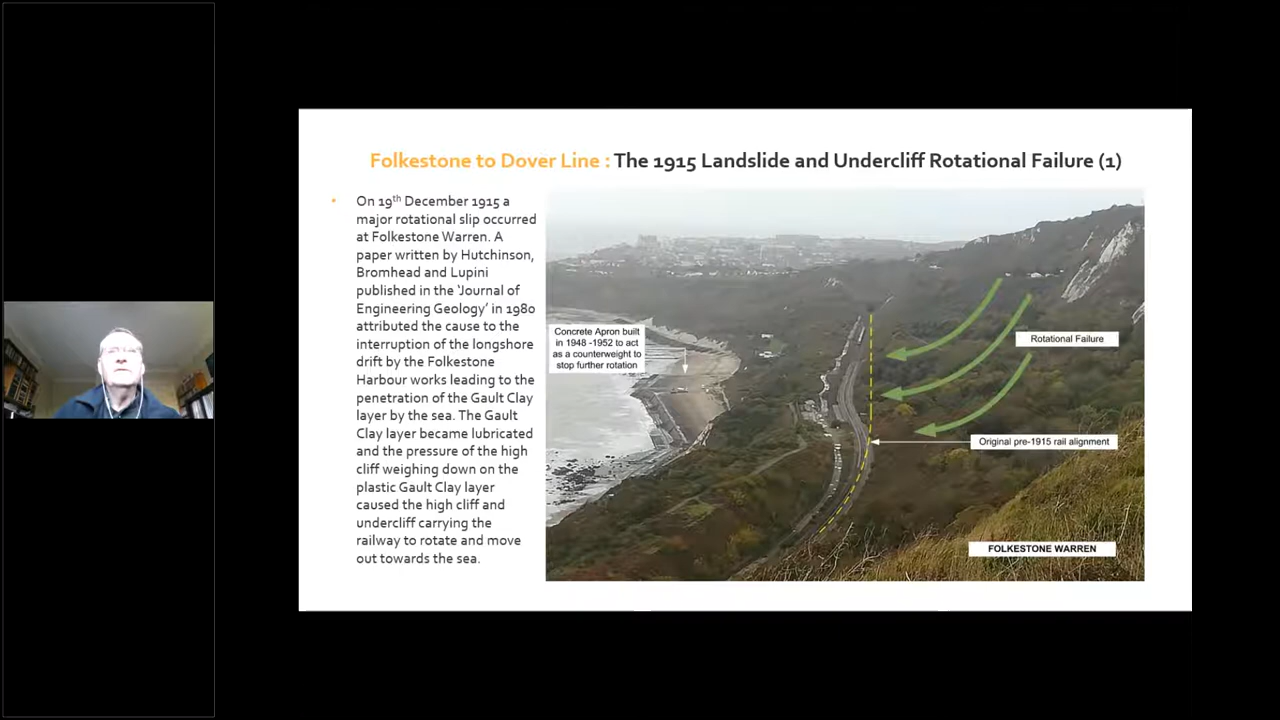 Folkestone to Dover Line : The 1915 Landslide and Undercliff Rotational Failure (1)
• On 19th December 1915 a
major rotational slip occurred
at Folkestone Warren. A
paper written by Hutchinson,
Bromhead and Lupini
published in the 'Journal of
Engineering Geology' in 1980
attributed the cause to the
interruption of the longshore
drift by the Folkestone
Harbour works leading to the
penetration of the Gault Clay
layer by the sea. The Gault
Clay layer became lubricated
and the pressure of the high
cliff weighing down on the
plastic Gault Clay layer
caused the high cliff and
undercliff carrying the
railway to rotate and move
out towards the sea.
Concrete Apron built
in 1948 -1952 to act
as a counterweight to
stop further rotation
Rotational Failure
Original pre-1915 rail alignment
FOLKESTONE WARREN